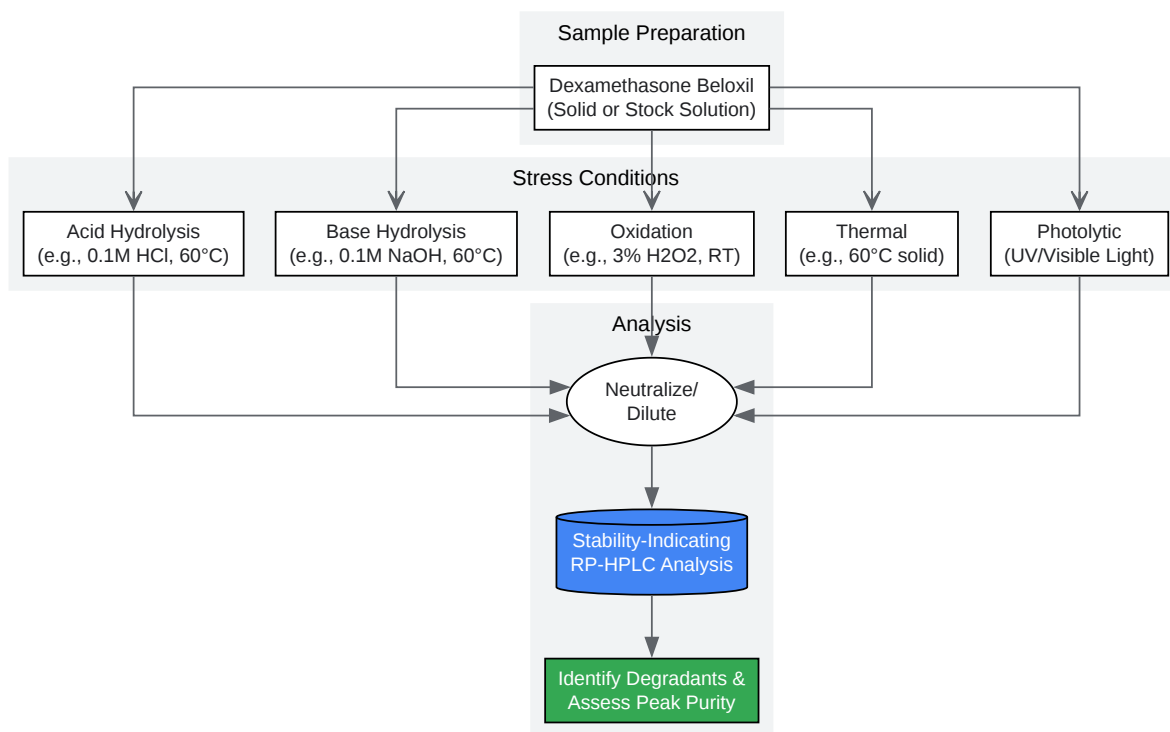 Sample Preparation
Dexamethasone Beloxil
(Solid or Stock Solution)
Stress Conditions
Acid Hydrolysis
(e.g., 0.1M HCl, 60°C)
Base Hydrolysis
(e.g., 0.1M NaOH, 60°C)
Oxidation
(e.g., 3% H2O2, RT)
Thermal
(e.g., 60°C solid)
Photolytic
(UV/Visible Light)
Analysis
Neutralize/
Dilute
Stability-Indicating
RP-HPLC Analysis
Identify Degradants &
Assess Peak Purity